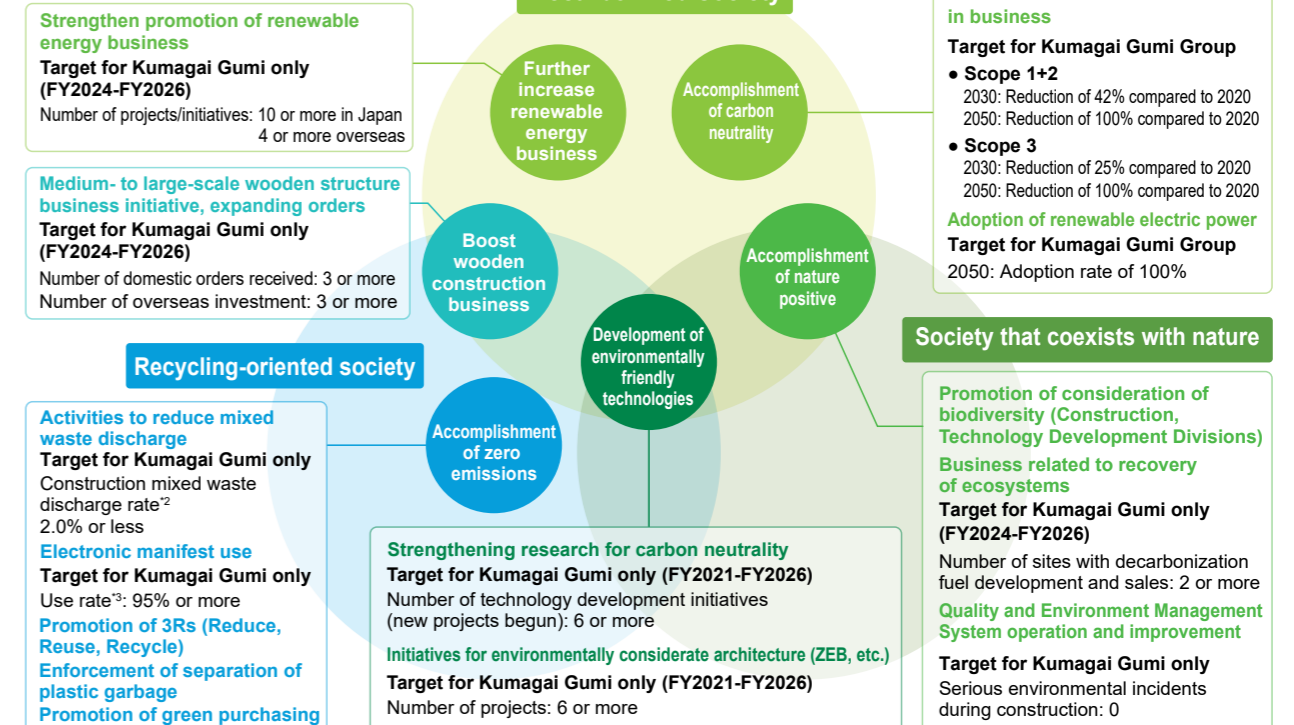 Strengthen promotion of renewable
energy business
Target for Kumagai Gumi only
(FY2024-FY2026)
Number of projects/initiatives: 10 or more in Japan
4 or more overseas
Medium- to large-scale wooden structure
business initiative, expanding orders
Target for Kumagai Gumi only
(FY2024-FY2026)
Number of domestic orders received: 3 or more
Number of overseas investment: 3 or more
Further
increase
renewable
energy
business
Accomplishment
of carbon
neutrality
in business
Target for Kumagai Gumi Group
● Scope 1+2
2030: Reduction of 42% compared to 2020
2050: Reduction of 100% compared to 2020
● Scope 3
2030: Reduction of 25% compared to 2020
2050: Reduction of 100% compared to 2020
Adoption of renewable electric power
Target for Kumagai Gumi Group
2050: Adoption rate of 100%
Boost
wooden
construction
business
Accomplishment
of nature
positive
Development of
environmentally
friendly
technologies
Recycling-oriented society
Activities to reduce mixed
waste discharge
Target for Kumagai Gumi only
Construction mixed waste
discharge rate*2
2.0% or less
Electronic manifest use
Target for Kumagai Gumi only
Use rate*3: 95% or more
Promotion of 3Rs (Reduce,
Reuse, Recycle)
Enforcement of separation of
plastic garbage
Promotion of green purchasing
Accomplishment
of zero
emissions
Strengthening research for carbon neutrality
Target for Kumagai Gumi only (FY2021-FY2026)
Number of technology development initiatives
(new projects begun): 6 or more
Initiatives for environmentally considerate architecture (ZEB, etc.)
Target for Kumagai Gumi only (FY2021-FY2026)
Number of projects: 6 or more
Society that coexists with nature
Promotion of consideration of
biodiversity (Construction,
Technology Development Divisions)
Business related to recovery
of ecosystems
Target for Kumagai Gumi only
(FY2024-FY2026)
Number of sites with decarbonization
fuel development and sales: 2 or more
Quality and Environment Management
System operation and improvement
Target for Kumagai Gumi only
Serious environmental incidents
during construction: 0